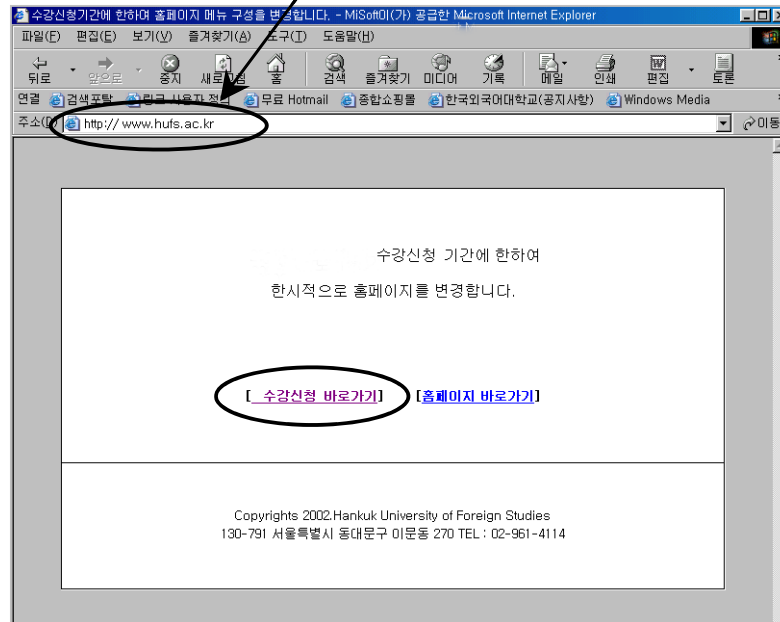 수강신청기간에 한하여 홈페이지 메뉴 구성을 변경합니다. - MiSoft이(가) 공급한 Microsoft Internet Explorer
파일(F) 편집(E) 보기(V) 즐겨찾기(A) 도구(T) 도움말(H)
뒤로 앞으로 중지 새로고침 홈 검색 즐겨찾기 미디어 기록 메일 인쇄 편집 토론
연결 검색포탈 링크 사용자 정의 무료 Hotmail 종합쇼핑몰 한국외국어대학교(공지사항) Windows Media
주소(D) http:// www.hufs.ac.kr 이동
수강신청 기간에 한하여
한시적으로 홈페이지를 변경합니다.
[ 수강신청 바로가기] [홈페이지 바로가기]
Copyrights 2002.Hankuk University of Foreign Studies
130-791 서울특별시 동대문구 이문동 270 TEL : 02-961-4114